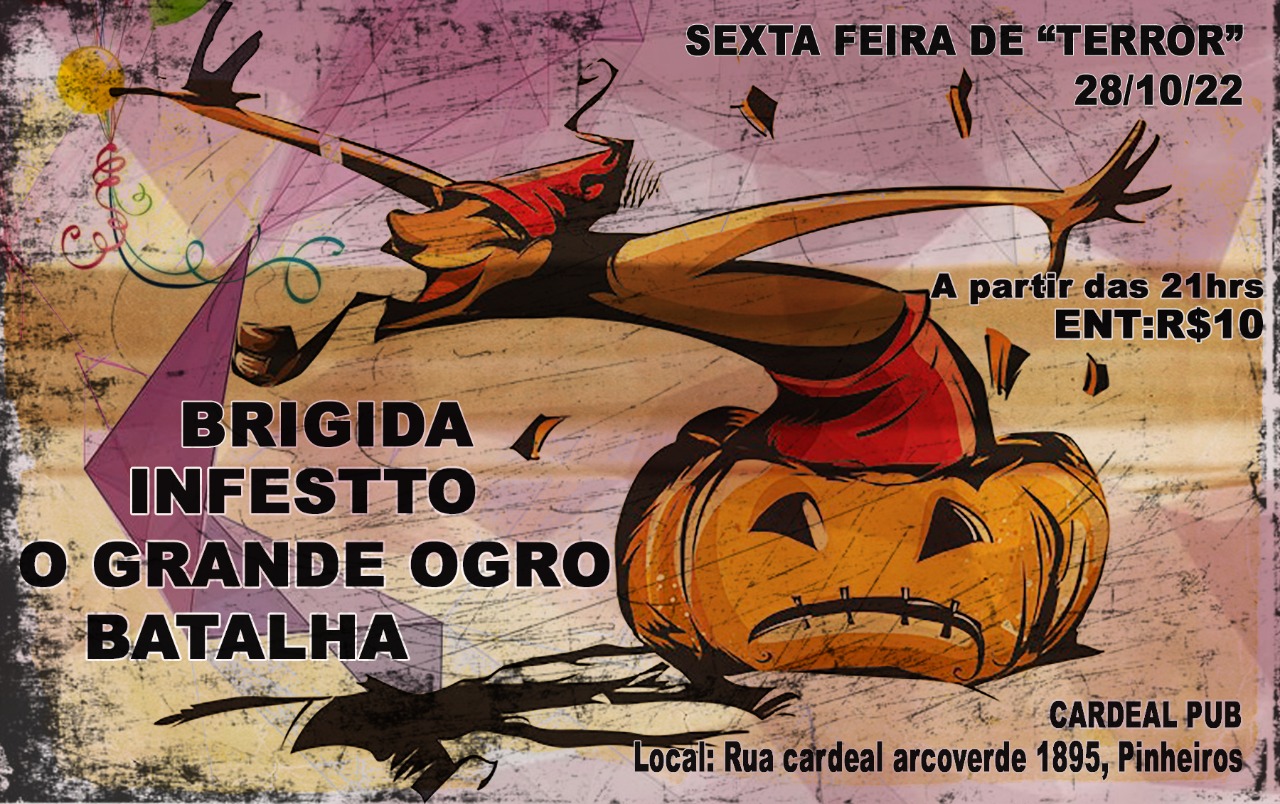 SEXTA FEIRA DE “TERROR”
28/10/22
A partir das 21hrs
ENT:R$10
BRIGIDA
INFESTTO
O GRANDE OGRO
BATALHA
CARDEAL PUB
Local: Rua cardeal arcoverde 1895, Pinheiros